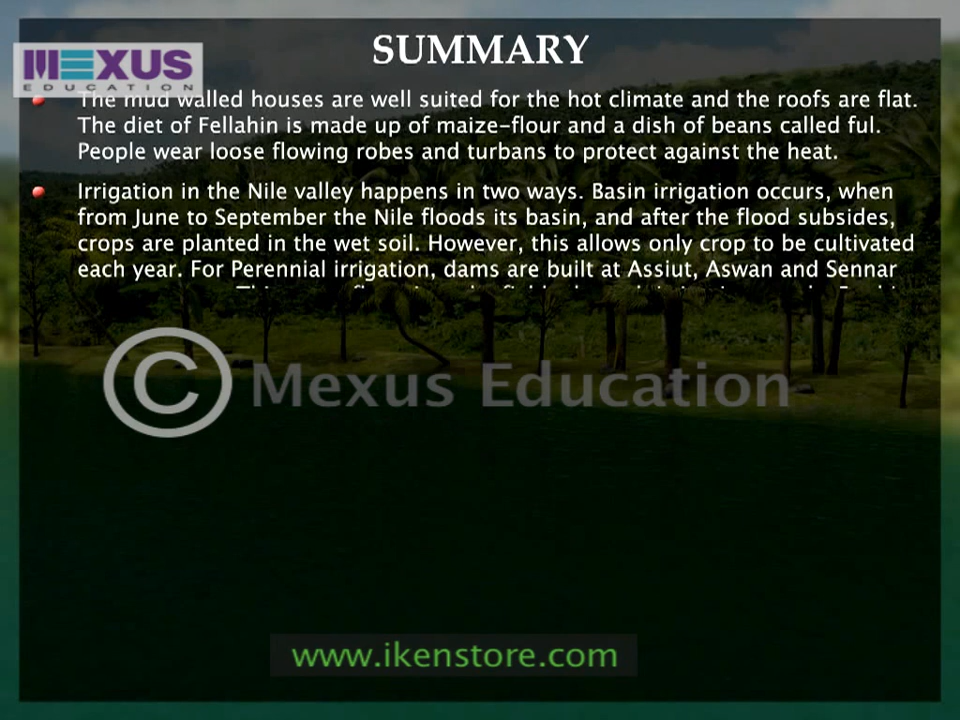 SUMMARY
MEXUS
EDUCATION
The mud walled houses are well suited for the hot climate and the roofs are flat.
The diet of Fellahin is made up of maize-flour and a dish of beans called ful.
People wear loose flowing robes and turbans to protect against the heat.
Irrigation in the Nile valley happens in two ways. Basin irrigation occurs, when
from June to September the Nile floods its basin, and after the flood subsides,
crops are planted in the wet soil. However, this allows only crop to be cultivated
each year. For Perennial irrigation, dams are built at Assiut, Aswan and Sennar
© Mexus Education
www.ikenstore.com